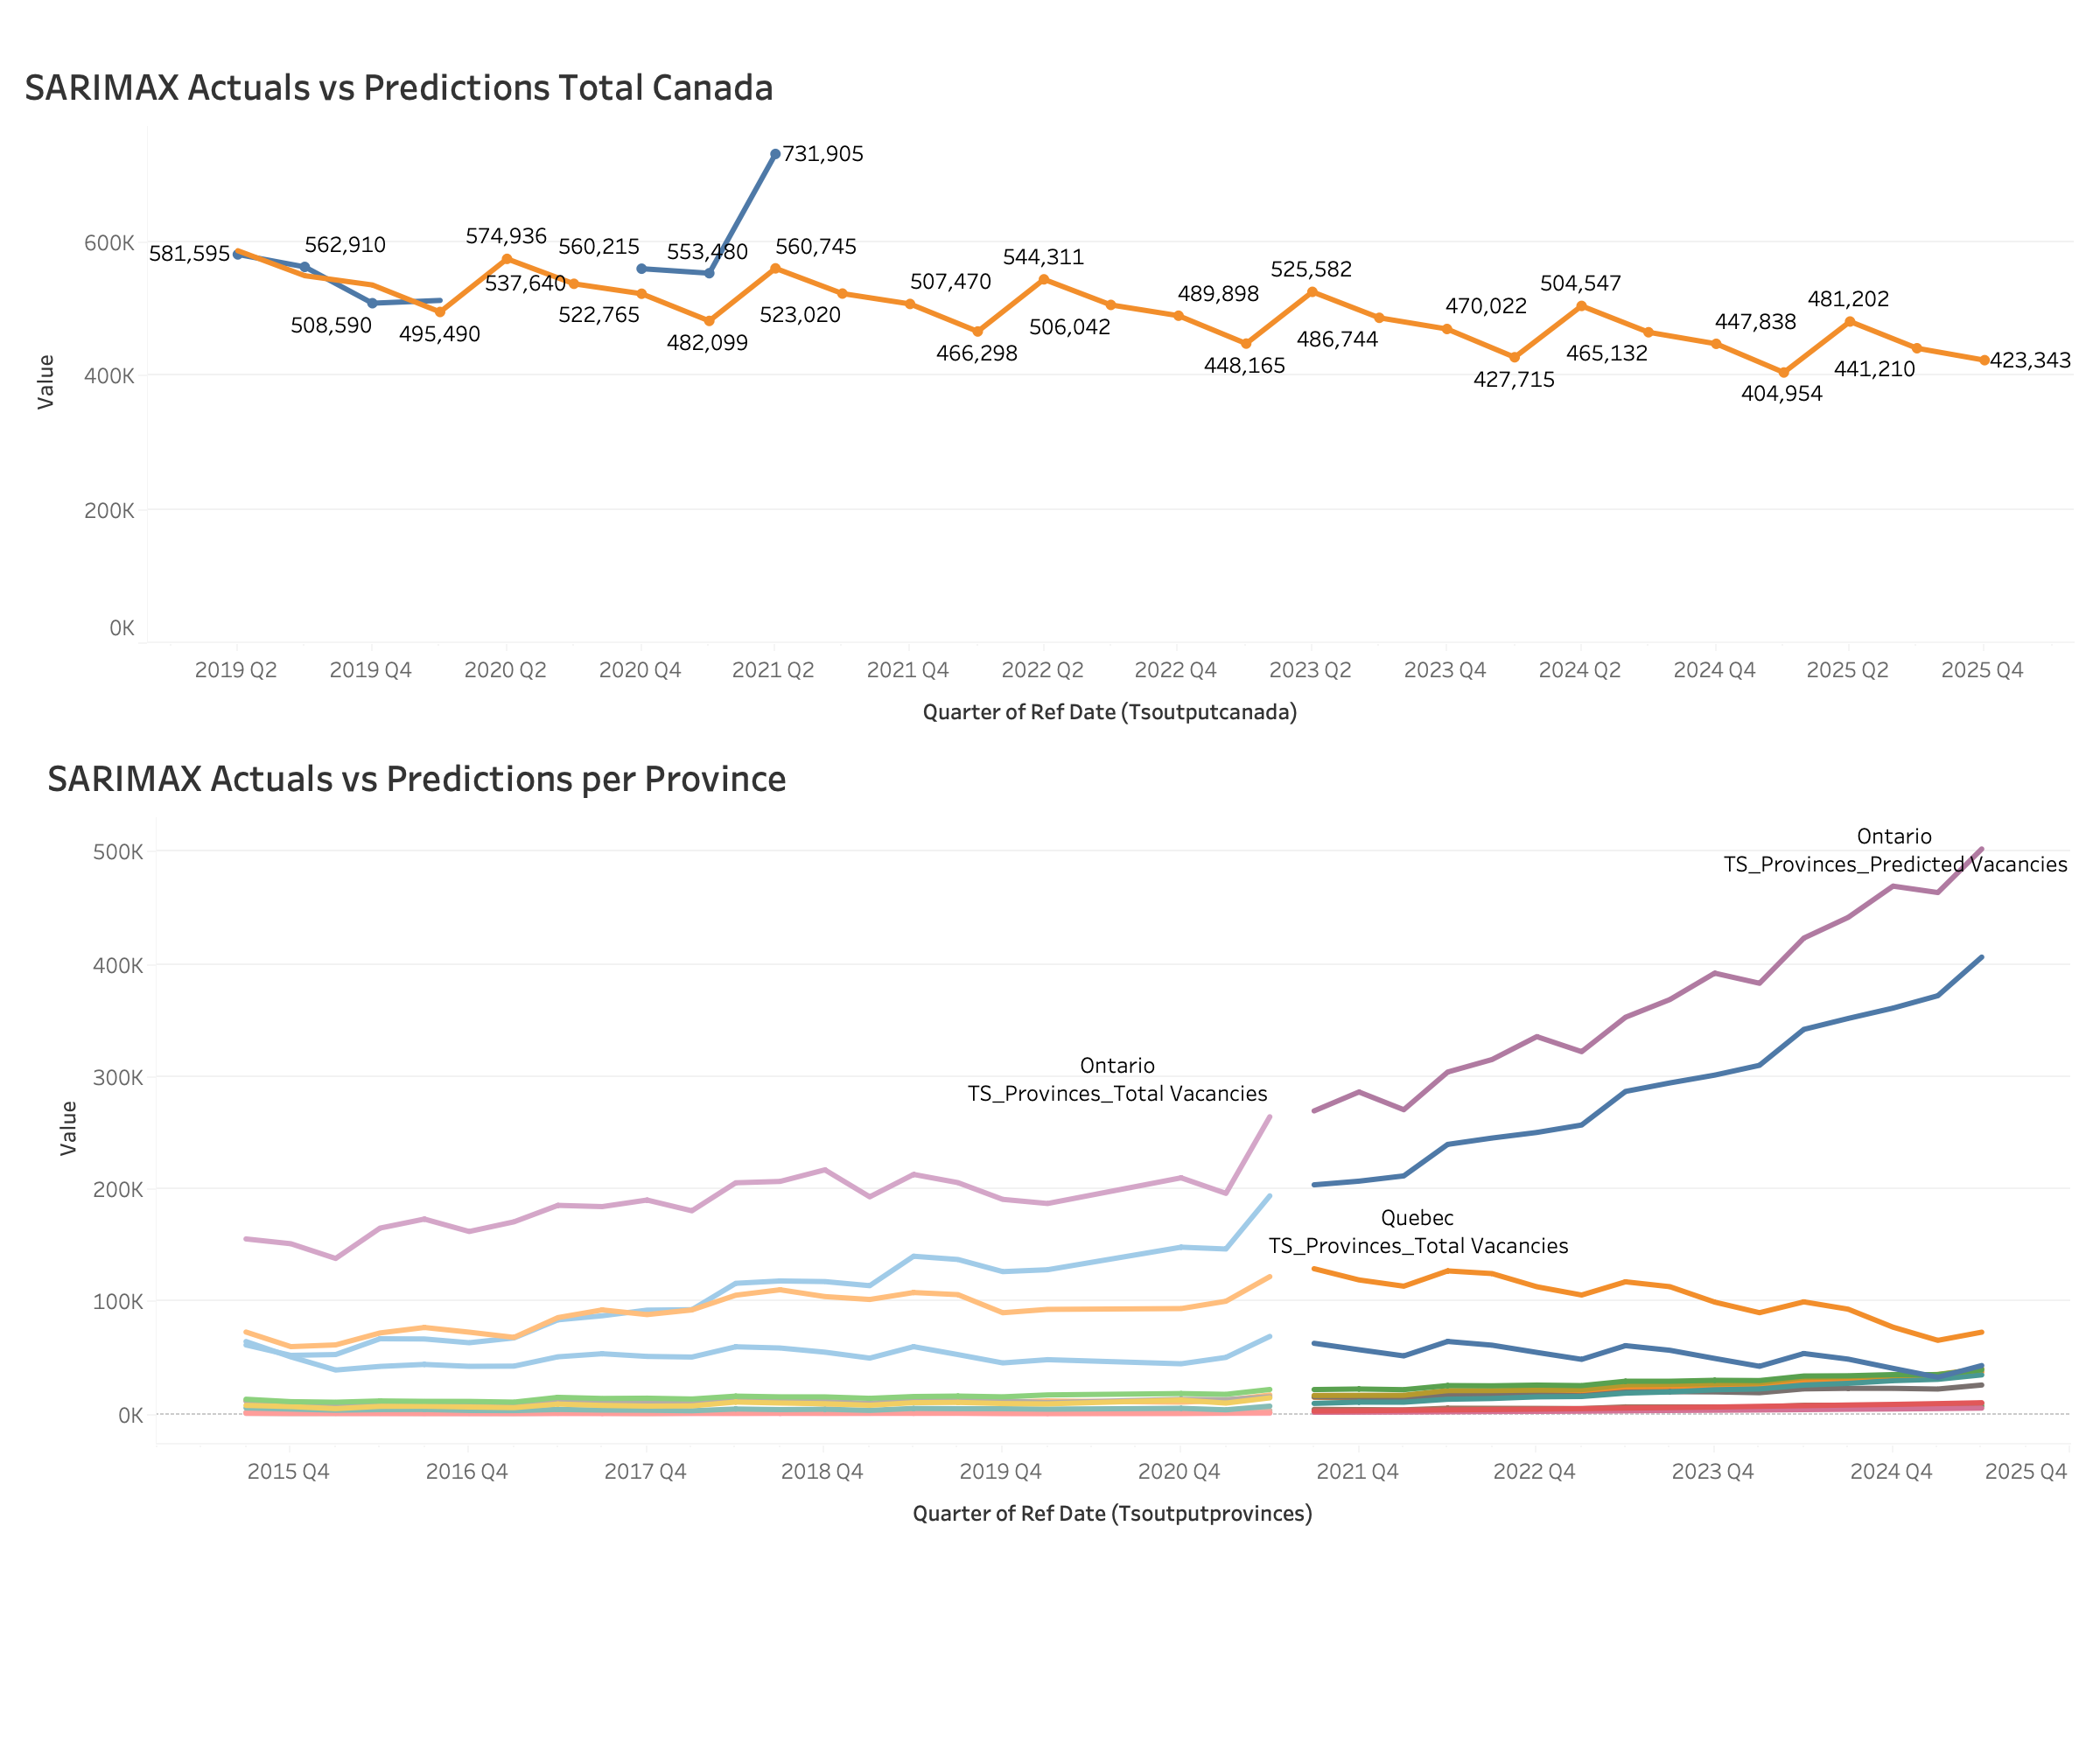 SARIMAX Actuals vs Predictions Total Canada
731,905
581,595
562,910
574,936
560,215
553,480
560,745
544,311
525,582
504,547
481,202
537,640
507,470
489,898
470,022
447,838
423,343
508,590
495,490
522,765
482,099
523,020
466,298
506,042
448,165
486,744
427,715
465,132
404,954
441,210
600K
400K
200K
0K
Value
2019 Q2 2019 Q4 2020 Q2 2020 Q4 2021 Q2 2021 Q4 2022 Q2 2022 Q4 2023 Q2 2023 Q4 2024 Q2 2024 Q4 2025 Q2 2025 Q4
Quarter of Ref Date (Tsoutputcanada)
SARIMAX Actuals vs Predictions per Province
Ontario
TS_Provinces_Predicted Vacancies
Ontario
TS_Provinces_Total Vacancies
Quebec
TS_Provinces_Total Vacancies
500K
400K
300K
200K
100K
0K
Value
2015 Q4 2016 Q4 2017 Q4 2018 Q4 2019 Q4 2020 Q4 2021 Q4 2022 Q4 2023 Q4 2024 Q4 2025 Q4
Quarter of Ref Date (Tsoutputprovinces)